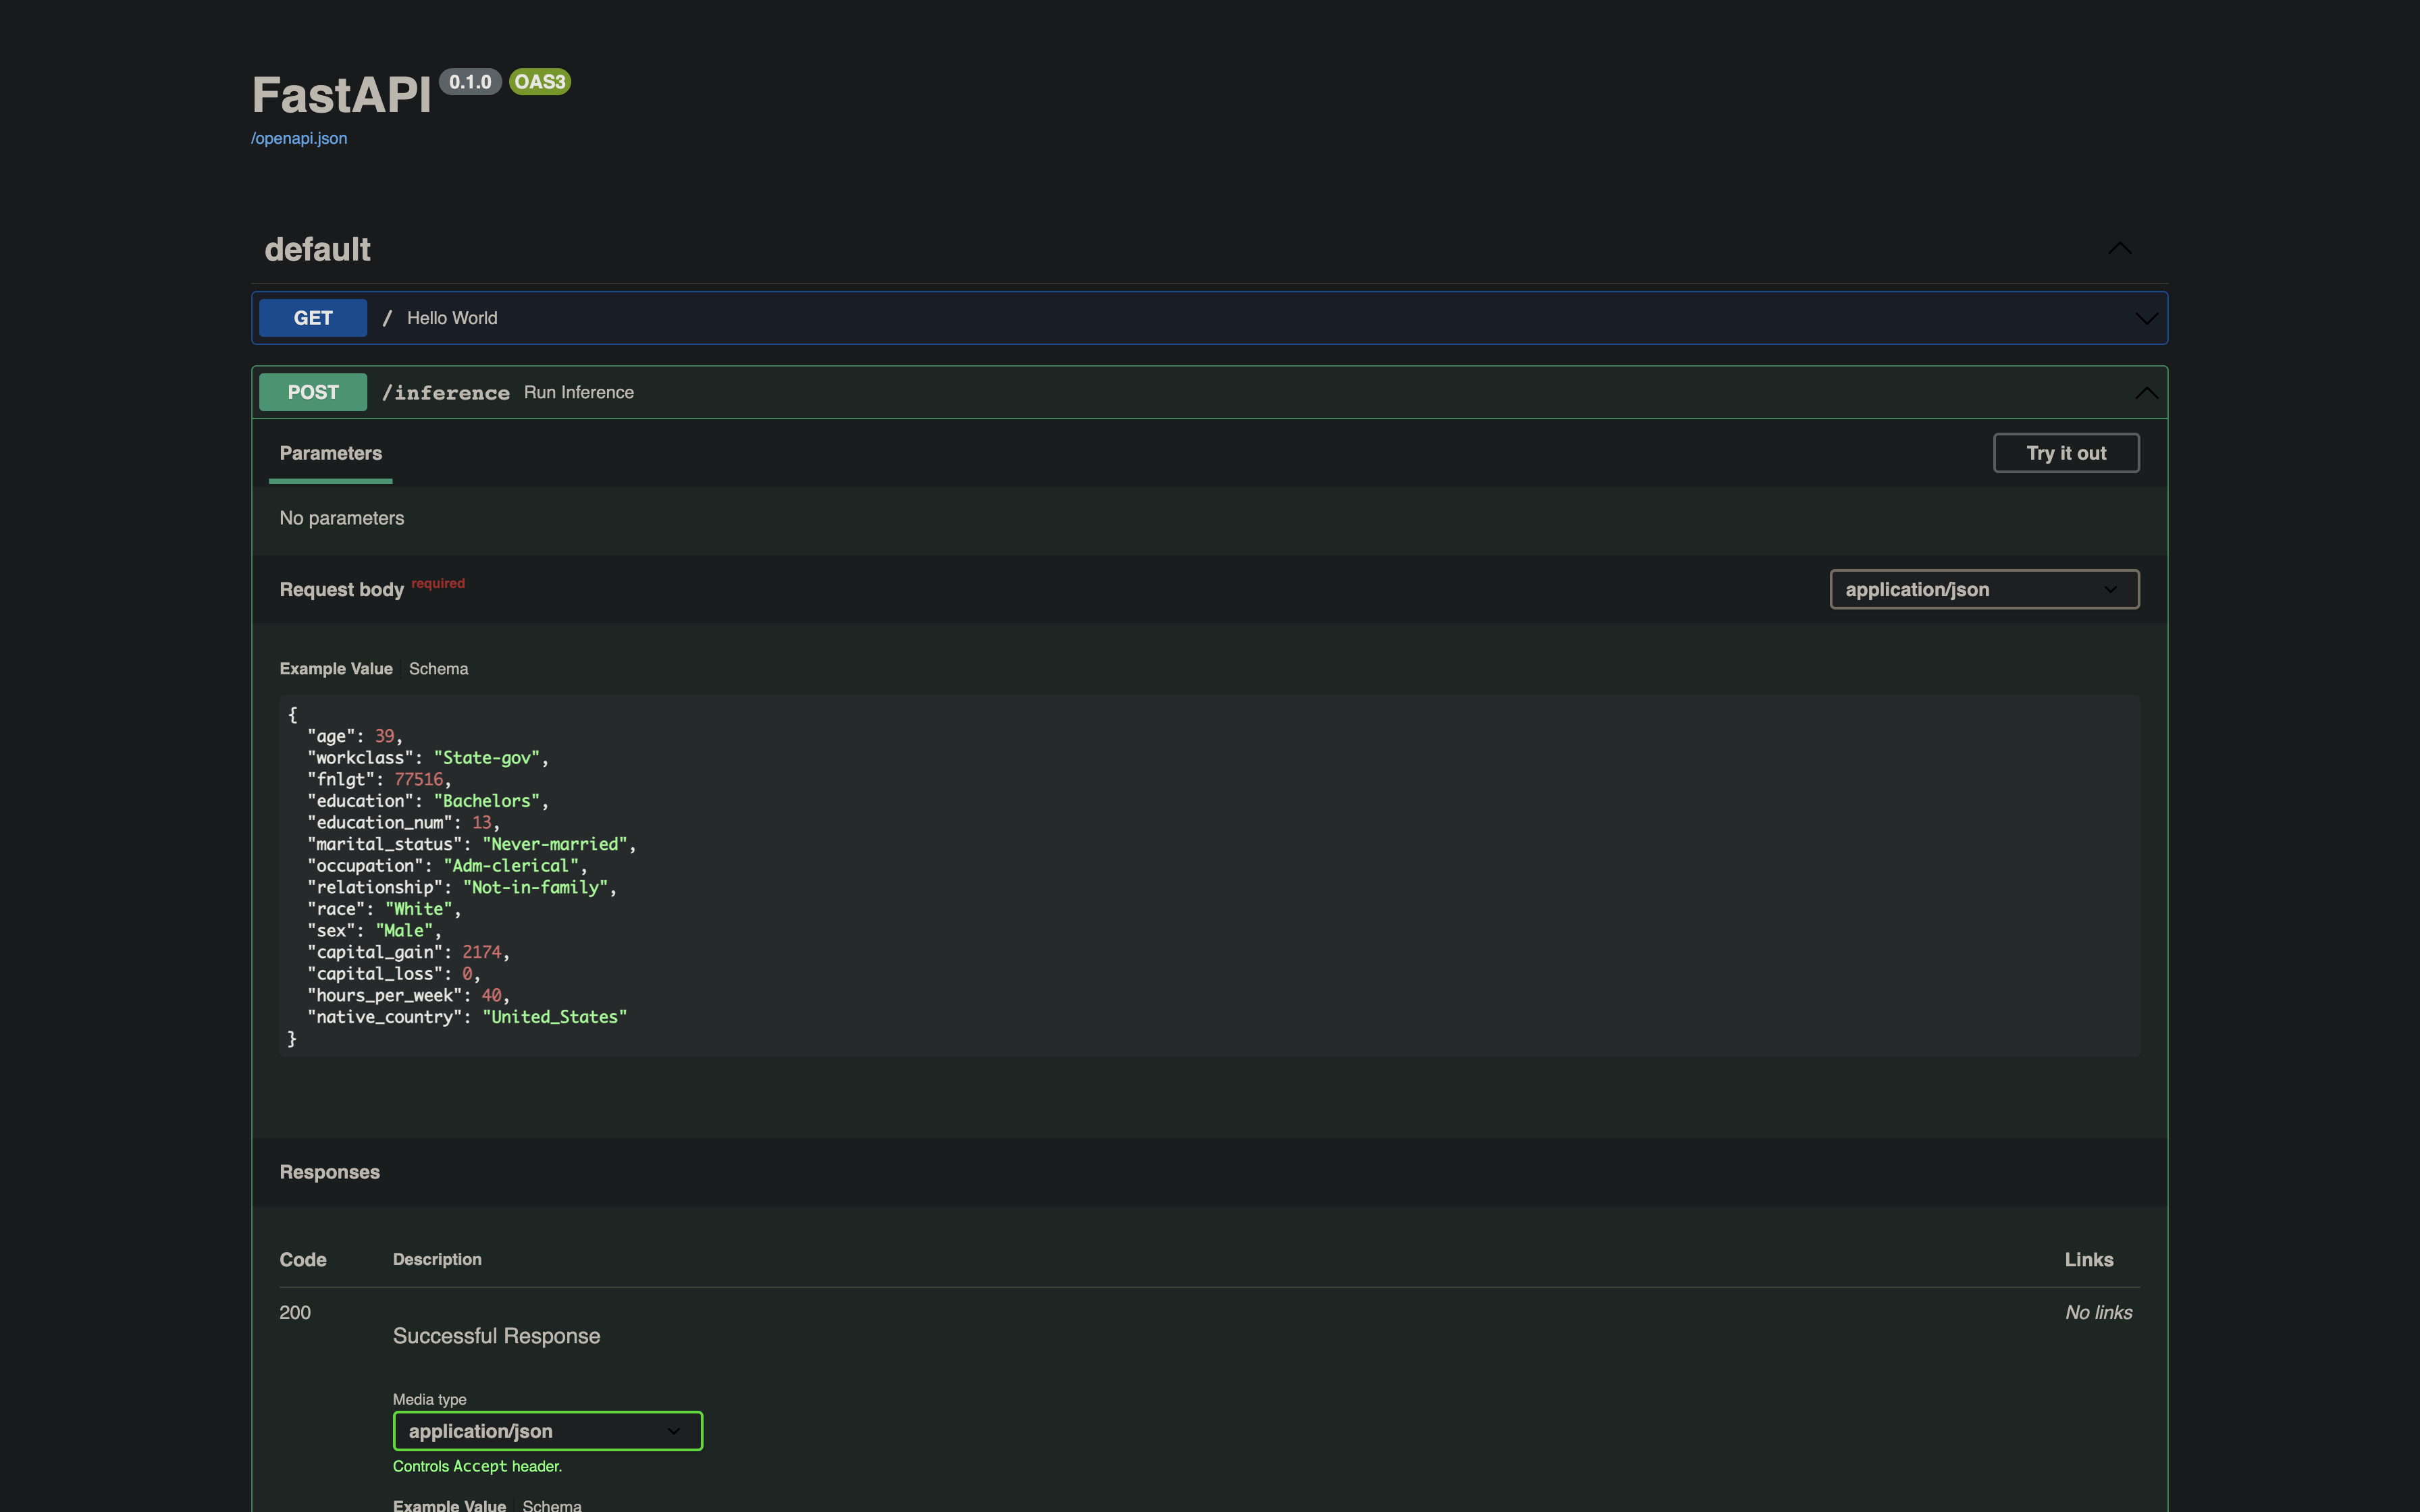 FastAPI 0.1.0 OAS3
/openapi.json
default
GET / Hello World
POST /inference Run Inference
Parameters
Try it out
No parameters
Request body required
application/json
Example Value Schema
{
  "age": 39,
  "workclass": "State-gov",
  "fnlgt": 77516,
  "education": "Bachelors",
  "education_num": 13,
  "marital_status": "Never-married",
  "occupation": "Adm-clerical",
  "relationship": "Not-in-family",
  "race": "White",
  "sex": "Male",
  "capital_gain": 2174,
  "capital_loss": 0,
  "hours_per_week": 40,
  "native_country": "United_States"
}
Responses
Code Description Links
200 No links
Successful Response
Media type
application/json
Controls Accept header.
Example Value Schema